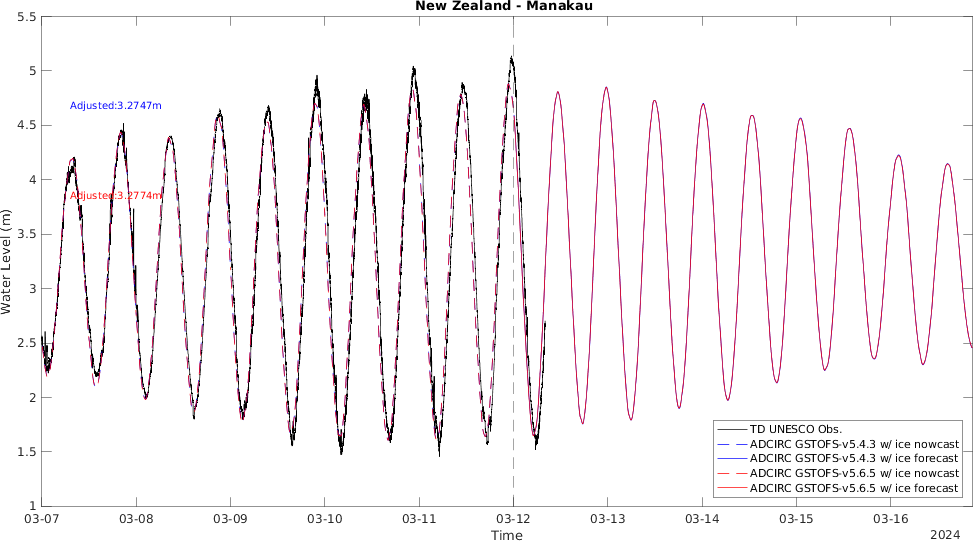 New Zealand - Manakau
5.5
5
4.5
4
3.5
3
2.5
2
1.5
1
Water Level (m)
Adjusted:3.2747m
Adjusted:3.2774m
TD UNESCO Obs.
ADCIRC GSTOFS-v5.4.3 w/ ice nowcast
ADCIRC GSTOFS-v5.4.3 w/ ice forecast
ADCIRC GSTOFS-v5.6.5 w/ ice nowcast
ADCIRC GSTOFS-v5.6.5 w/ ice forecast
03-07 03-08 03-09 03-10 03-11 03-12 03-13 03-14 03-15 03-16
Time
2024